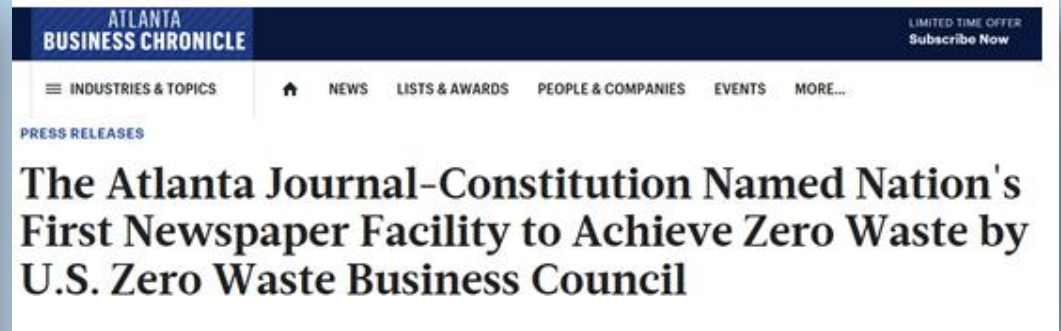 ATLANTA
BUSINESS CHRONICLE
LIMITED TIME OFFER
Subscribe Now
INDUSTRIES & TOPICS
NEWS
LISTS & AWARDS
PEOPLE & COMPANIES
EVENTS
MORE...
PRESS RELEASES
The Atlanta Journal-Constitution Named Nation's
First Newspaper Facility to Achieve Zero Waste by
U.S. Zero Waste Business Council